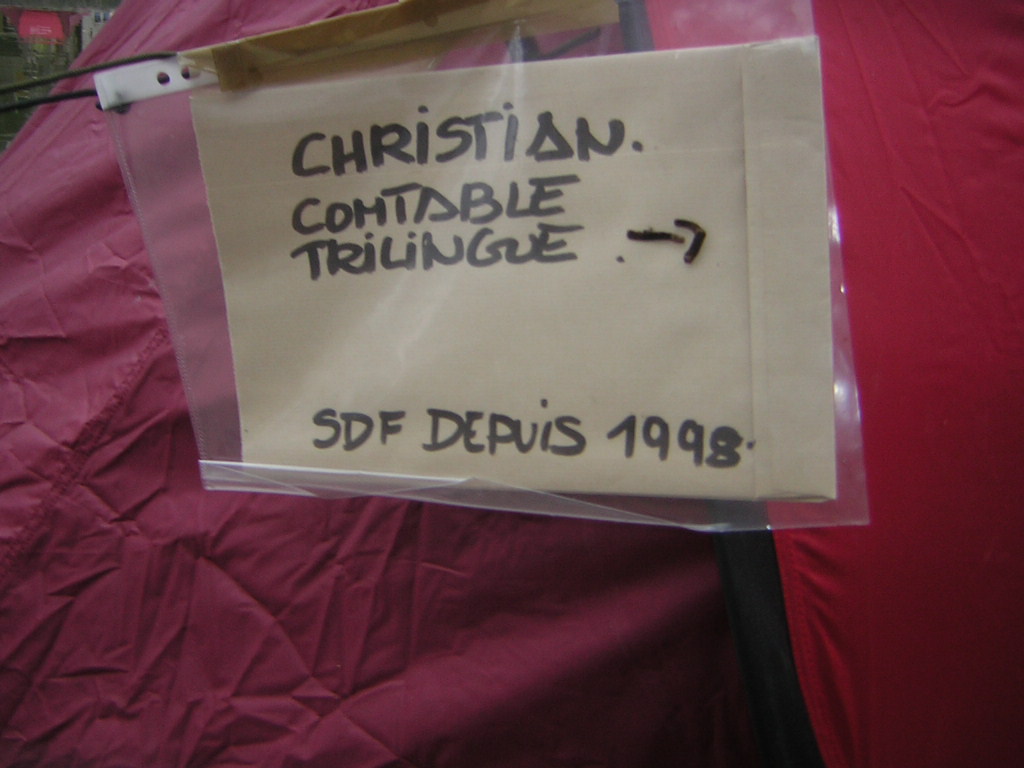 CHRISTIAN.
COMTABLE
TRILINGUE . →
SDF DEPUIS 1998.